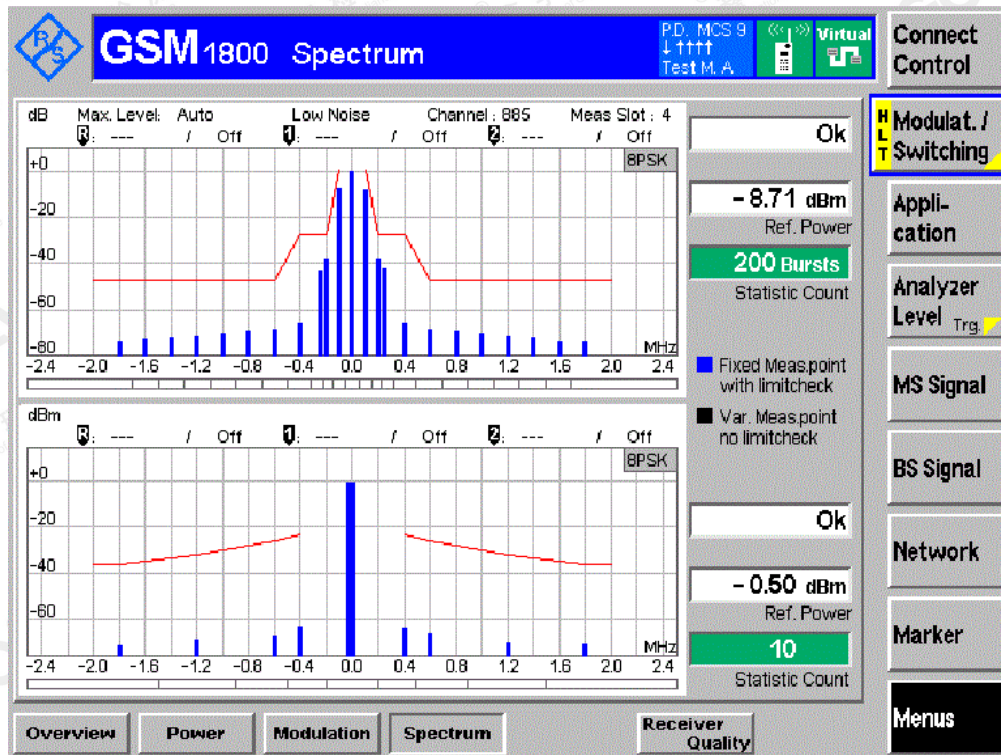 R&S
GSM 1800 Spectrum
P.D. MCS 9
↓ ↑↑↑↑
Test M. A.
Virtual
Connect Control
dB Max. Level: Auto Low Noise Channel : 885 Meas Slot : 4
R: --- / Off 1: --- / Off 2: --- / Off
8PSK
+0
-20
-40
-60
-80
MHz
-2.4 -2.0 -1.6 -1.2 -0.8 -0.4 0.0 0.4 0.8 1.2 1.6 2.0 2.4
Ok
-8.71 dBm
Ref. Power
200 Bursts
Statistic Count
Fixed Meas.point
with limitcheck
Var. Meas.point
no limitcheck
dBm
R: --- / Off 1: --- / Off 2: --- / Off
8PSK
+0
-20
-40
-60
MHz
-2.4 -2.0 -1.6 -1.2 -0.8 -0.4 0.0 0.4 0.8 1.2 1.6 2.0 2.4
Ok
-0.50 dBm
Ref. Power
10
Statistic Count
HLT
Modulat. /
Switching
Appli-
cation
Analyzer
Level Trg.
MS Signal
BS Signal
Network
Marker
Menus
Overview Power Modulation Spectrum Receiver
Quality